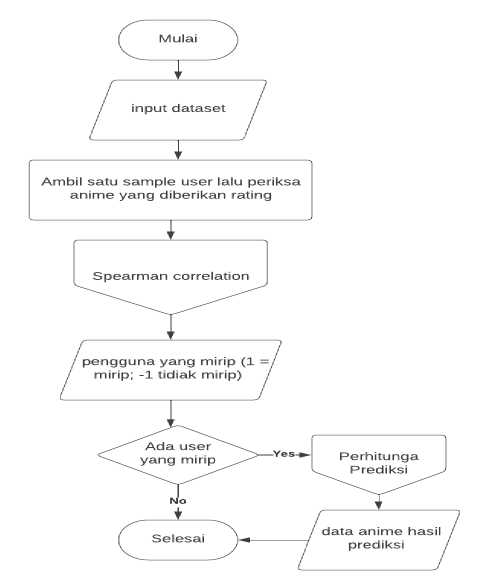 Mulai
input dataset
Ambil satu sample user lalu periksa
anime yang diberikan rating
Spearman correlation
pengguna yang mirip (1 =
mirip; -1 tidiak mirip)
Ada user
yang mirip
Yes
Perhitunga
Prediksi
No
Selesai
data anime hasil
prediksi